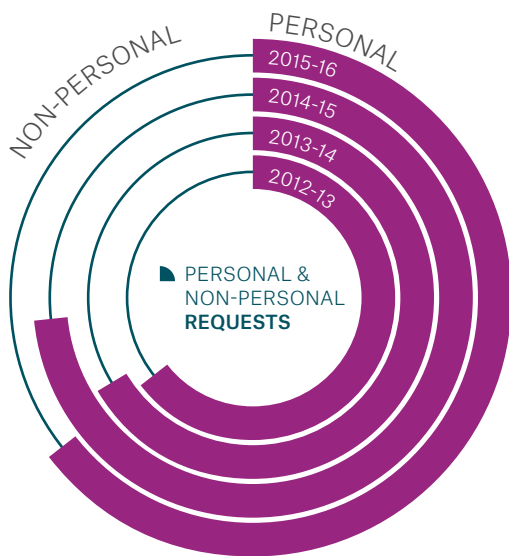 NON-PERSONAL
PERSONAL
2015-16
2014-15
2013-14
2012-13
PERSONAL &
NON-PERSONAL
REQUESTS